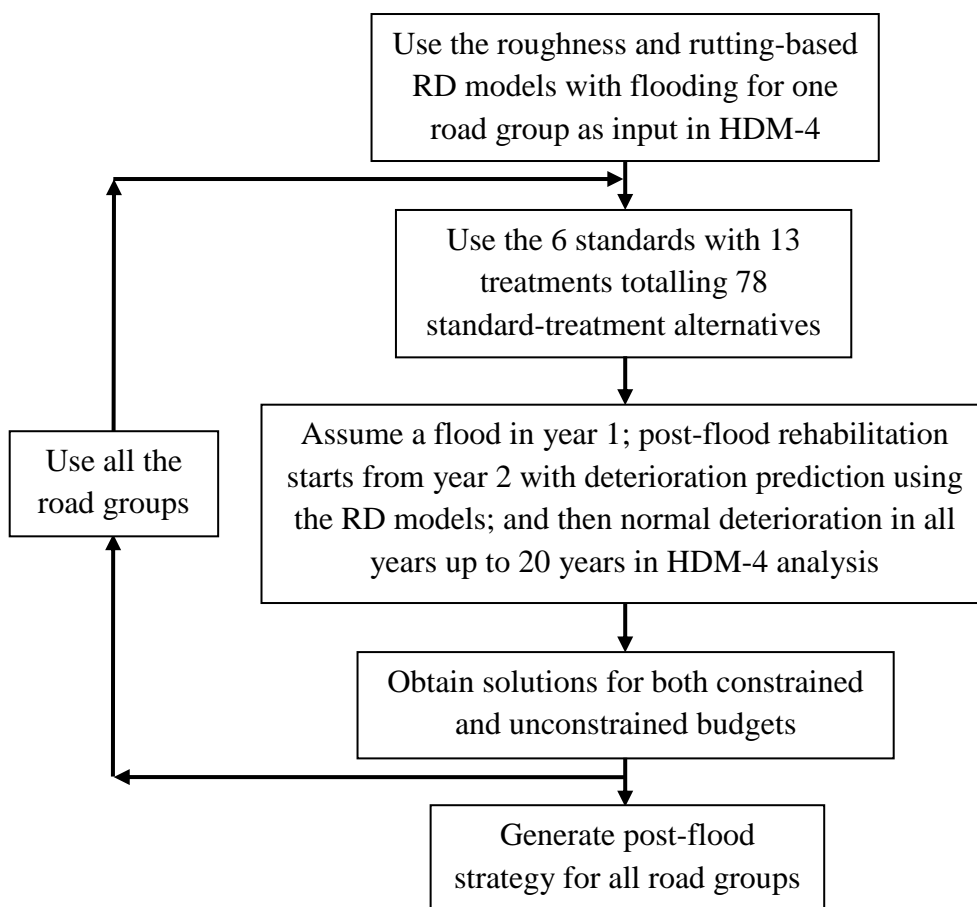 Use the roughness and rutting-based
RD models with flooding for one
road group as input in HDM-4
Use the 6 standards with 13
treatments totalling 78
standard-treatment alternatives
Assume a flood in year 1; post-flood rehabilitation
starts from year 2 with deterioration prediction using
the RD models; and then normal deterioration in all
years up to 20 years in HDM-4 analysis
Use all the
road groups
Obtain solutions for both constrained
and unconstrained budgets
Generate post-flood
strategy for all road groups